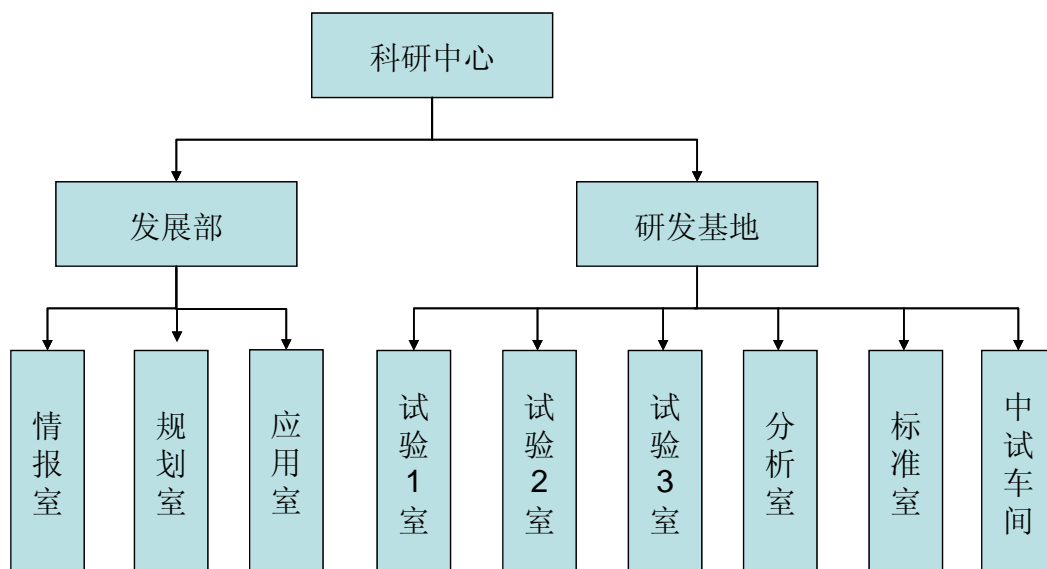 科研中心
发展部
研发基地
情报室
规划室
应用室
试验1室
试验2室
试验3室
分析室
标准室
中试车间